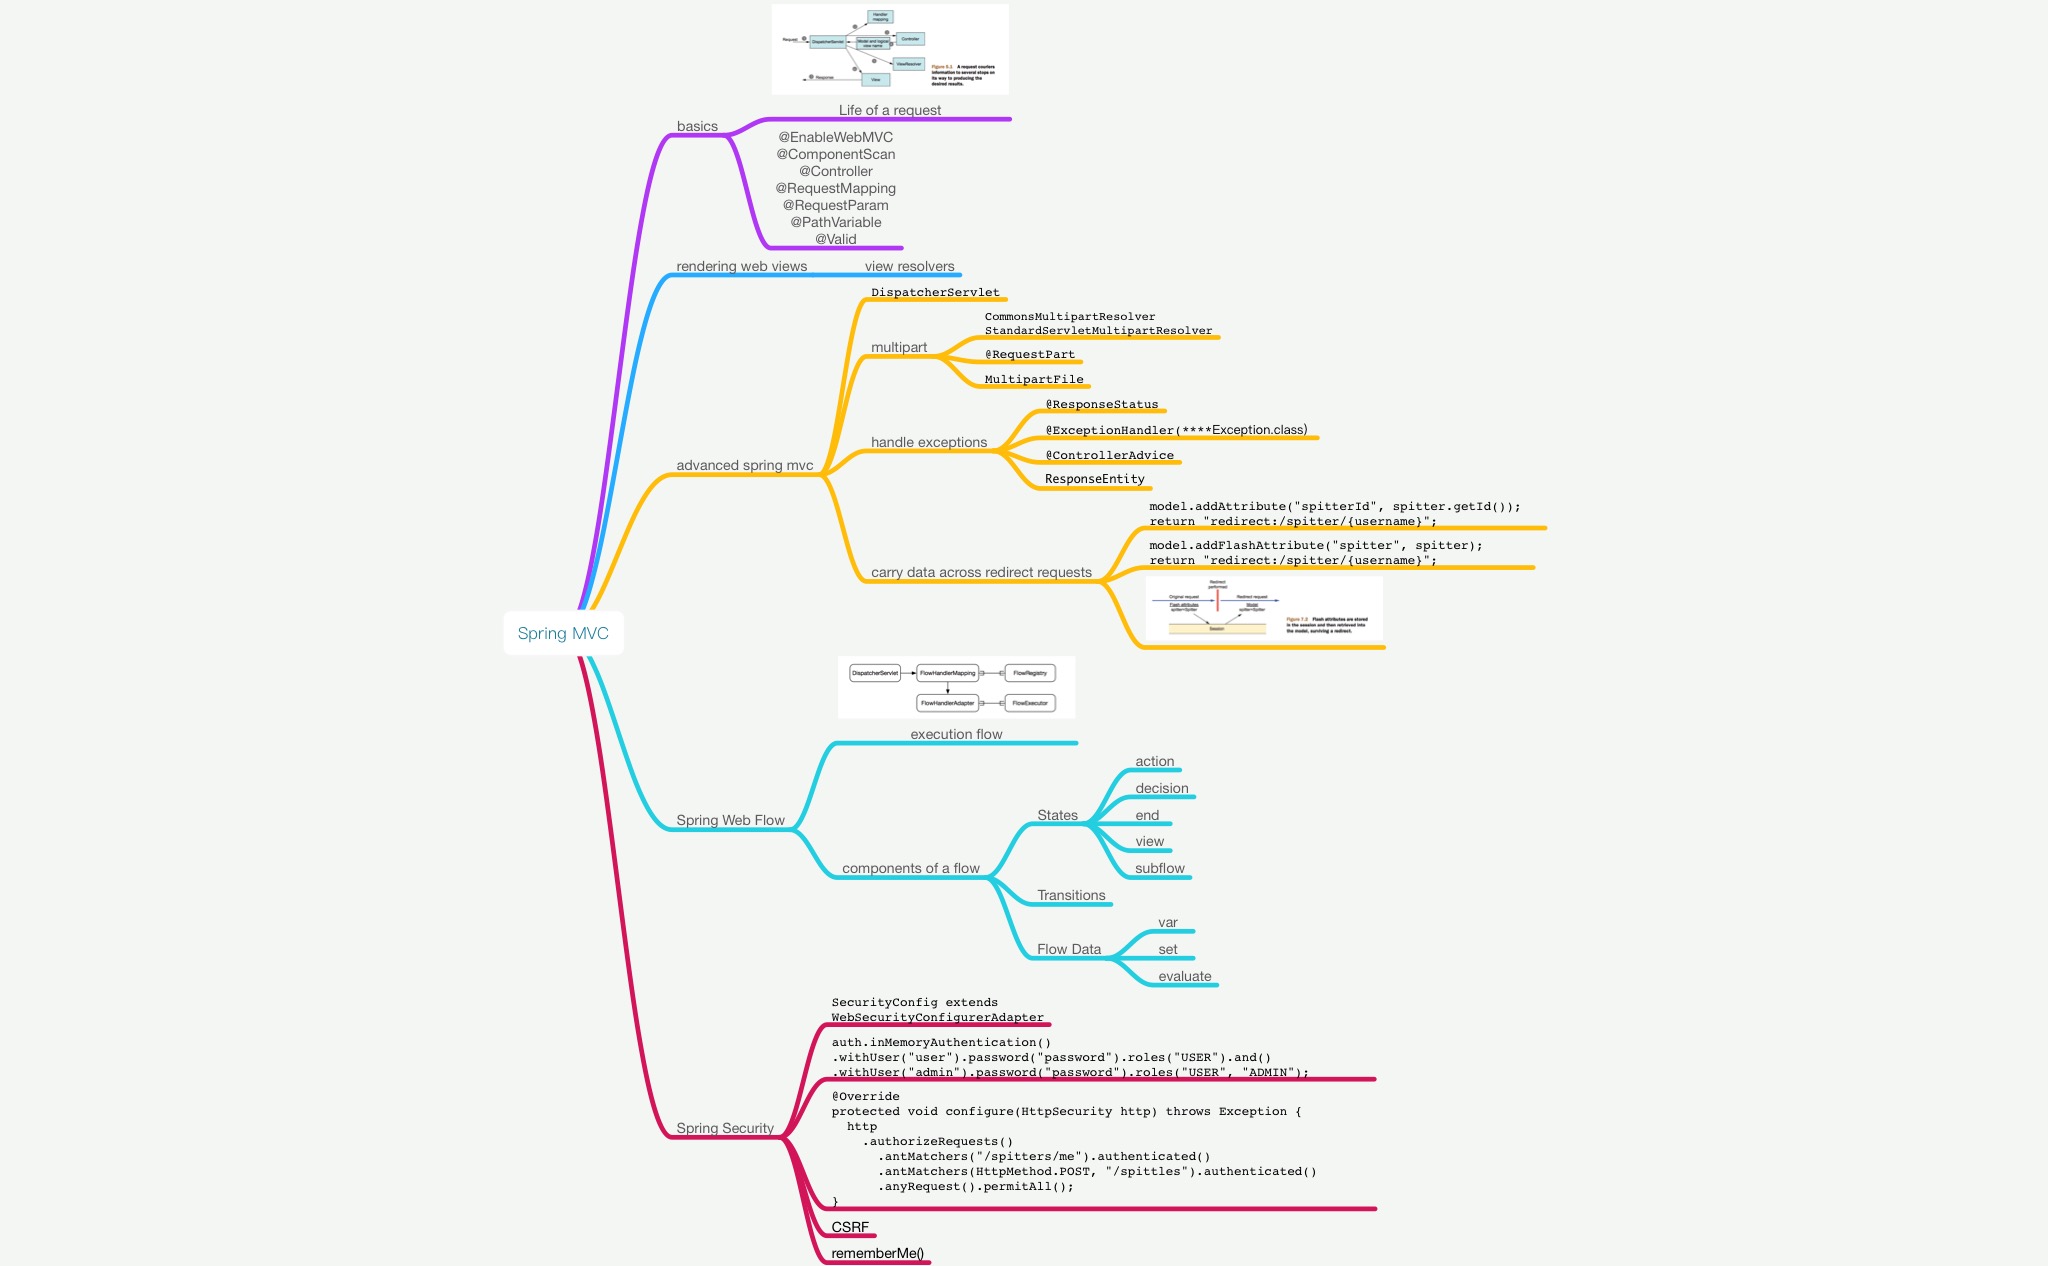 Handler
mapping
Request
DispatcherServlet
Model and logical
view name
Controller
ViewResolver
View
Response
Figure 5.1 A request couriers
information to several stops on
its way to producing the
desired results.
Life of a request
basics
@EnableWebMVC
@ComponentScan
@Controller
@RequestMapping
@RequestParam
@PathVariable
@Valid
rendering web views
view resolvers
advanced spring mvc
DispatcherServlet
multipart
CommonsMultipartResolver
StandardServletMultipartResolver
@RequestPart
MultipartFile
handle exceptions
@ResponseStatus
@ExceptionHandler(****Exception.class)
@ControllerAdvice
ResponseEntity
carry data across redirect requests
model.addAttribute("spitterId", spitter.getId());
return "redirect:/spitter/{username}";
model.addFlashAttribute("spitter", spitter);
return "redirect:/spitter/{username}";
Redirect
performed
Original request
Redirect request
Flash attributes
spitter=Spitter
Model
spitter=Spitter
Session
Figure 7.2 Flash attributes are stored
in the session and then retrieved into
the model, surviving a redirect.
Spring MVC
Spring Web Flow
DispatcherServlet
FlowHandlerMapping
FlowRegistry
FlowHandlerAdapter
FlowExecutor
execution flow
components of a flow
States
action
decision
end
view
subflow
Transitions
Flow Data
var
set
evaluate
Spring Security
SecurityConfig extends
WebSecurityConfigurerAdapter
auth.inMemoryAuthentication()
.withUser("user").password("password").roles("USER").and()
.withUser("admin").password("password").roles("USER", "ADMIN");
@Override
protected void configure(HttpSecurity http) throws Exception {
http
.authorizeRequests()
.antMatchers("/spitters/me").authenticated()
.antMatchers(HttpMethod.POST, "/spittles").authenticated()
.anyRequest().permitAll();
}
CSRF
rememberMe()